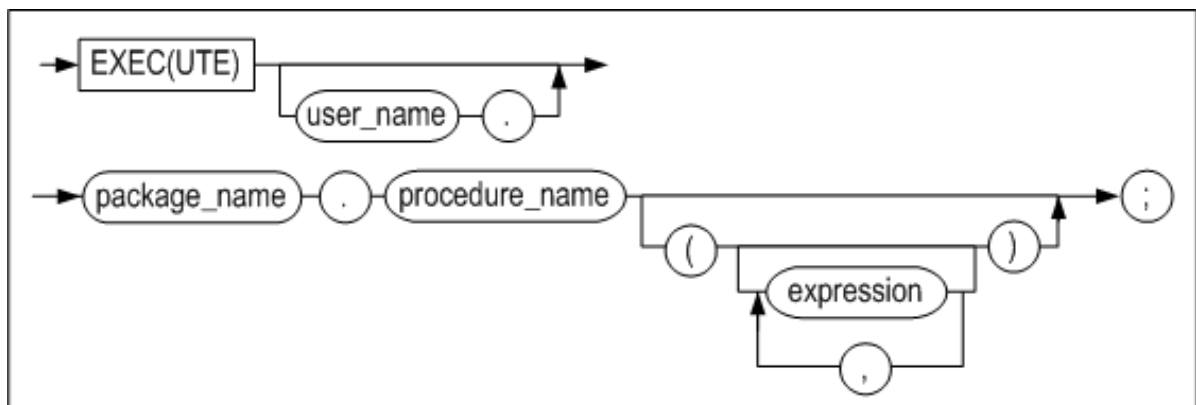 EXEC(UTE)
user_name .
package_name . procedure_name ;
( )
expression
,